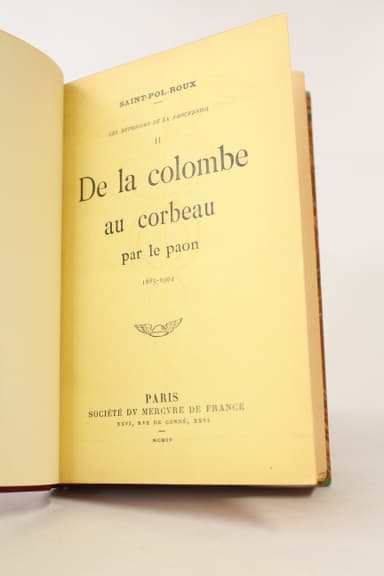 SAINT-POL-ROUX
LES REPOSOIRS DE LA PROCESSION
II
De la colombe
au corbeau
par le paon
1885-1904
PARIS
SOCIÉTÉ DV MERCVRE DE FRANCE
XXVI, RVE DE CONDÉ, XXVI
MCMIV